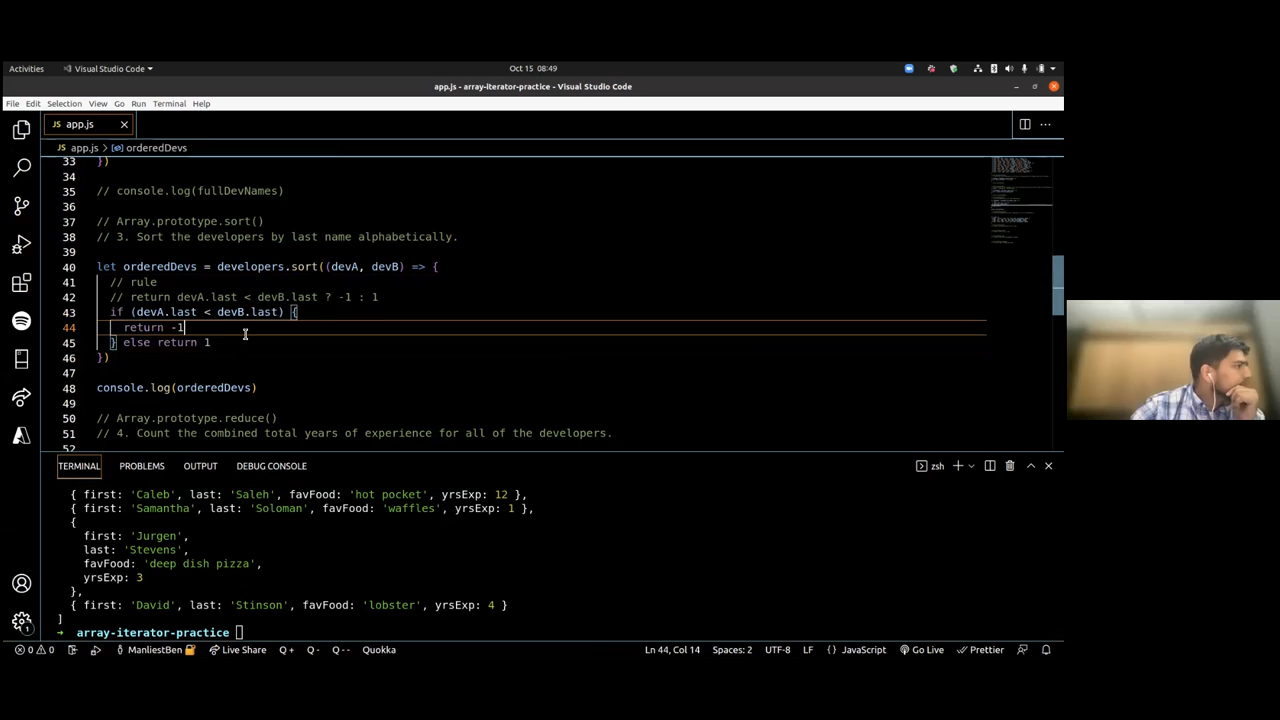 Activities Visual Studio Code Oct 15 08:49
app.js - array-iterator-practice - Visual Studio Code
File Edit Selection View Go Run Terminal Help
JS app.js
JS app.js > orderedDevs
33 })
34
35 // console.log(fullDevNames)
36
37 // Array.prototype.sort()
38 // 3. Sort the developers by last name alphabetically.
39
40 let orderedDevs = developers.sort((devA, devB) => {
41 // rule
42 // return devA.last < devB.last ? -1 : 1
43 if (devA.last < devB.last) {
44 return -1
45 } else return 1
46 })
47
48 console.log(orderedDevs)
49
50 // Array.prototype.reduce()
51 // 4. Count the combined total years of experience for all of the developers.
52
TERMINAL PROBLEMS OUTPUT DEBUG CONSOLE zsh
{ first: 'Caleb', last: 'Saleh', favFood: 'hot pocket', yrsExp: 12 },
{ first: 'Samantha', last: 'Soloman', favFood: 'waffles', yrsExp: 1 },
{
first: 'Jurgen',
last: 'Stevens',
favFood: 'deep dish pizza',
yrsExp: 3
},
{ first: 'David', last: 'Stinson', favFood: 'lobster', yrsExp: 4 }
]
→ array-iterator-practice
1
0 0 ManliestBen Live Share Q + Q - Q -- Quokka Ln 44, Col 14 Spaces: 2 UTF-8 LF { } JavaScript Go Live Prettier